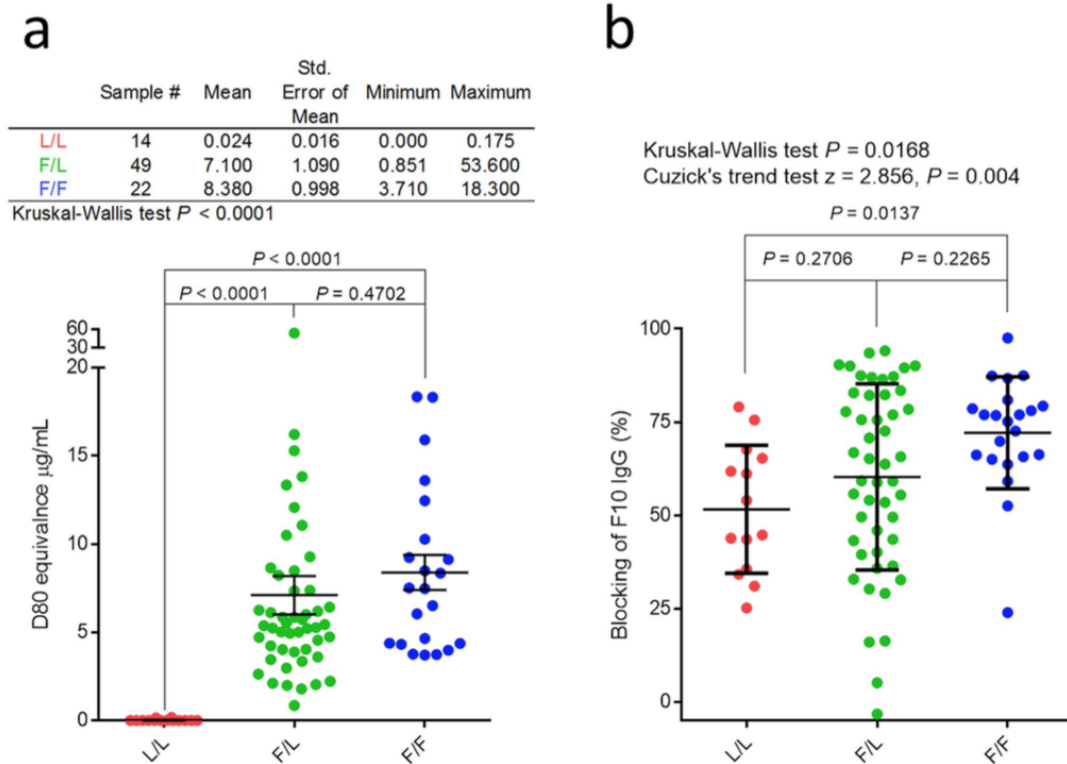 a
Std.
Sample # Mean Error of Minimum Maximum
Mean
L/L 14 0.024 0.016 0.000 0.175
F/L 49 7.100 1.090 0.851 53.600
F/F 22 8.380 0.998 3.710 18.300
Kruskal-Wallis test P < 0.0001
P < 0.0001
P < 0.0001 P = 0.4702
60
30
20
15
10
5
0
D80 equivalnce µg/mL
L/L F/L F/F
b
Kruskal-Wallis test P = 0.0168
Cuzick's trend test z = 2.856, P = 0.004
P = 0.0137
P = 0.2706 P = 0.2265
100
75
50
25
0
Blocking of F10 IgG (%)
L/L F/L F/F